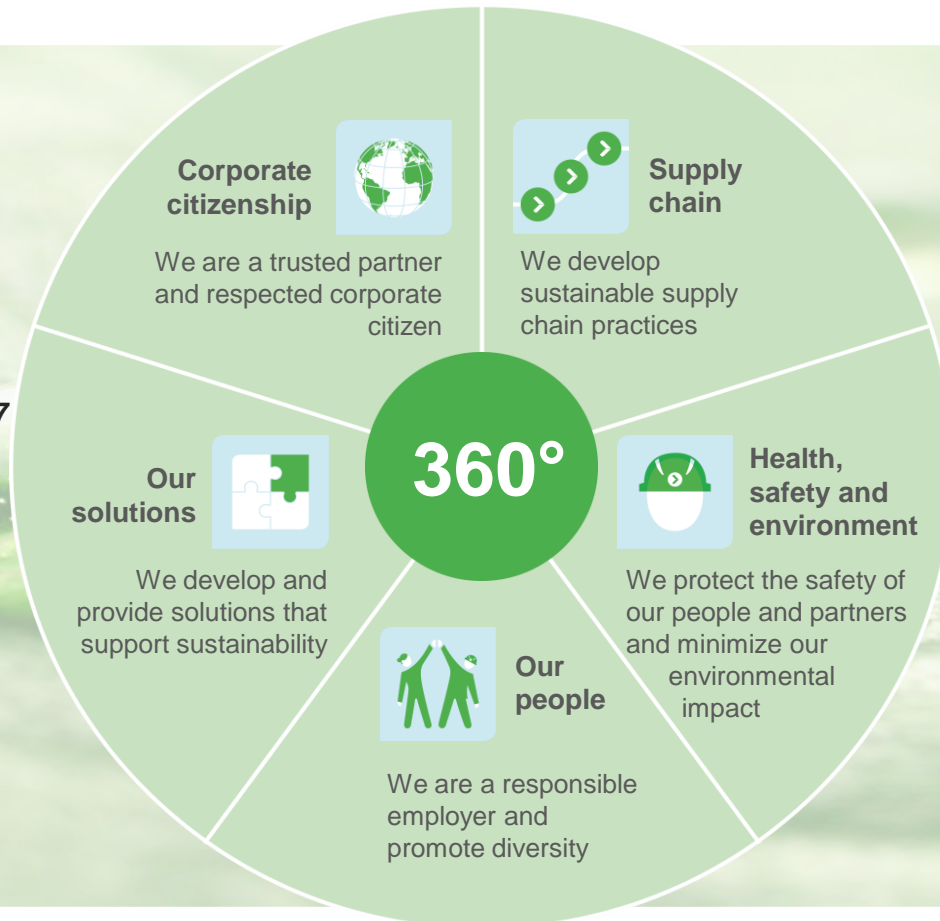 Corporate
citizenship
We are a trusted partner
and respected corporate
citizen
Supply
chain
We develop
sustainable supply
chain practices
360°
Our
solutions
We develop and
provide solutions that
support sustainability
Health,
safety and
environment
We protect the safety of
our people and partners
and minimize our
environmental
impact
Our
people
We are a responsible
employer and
promote diversity